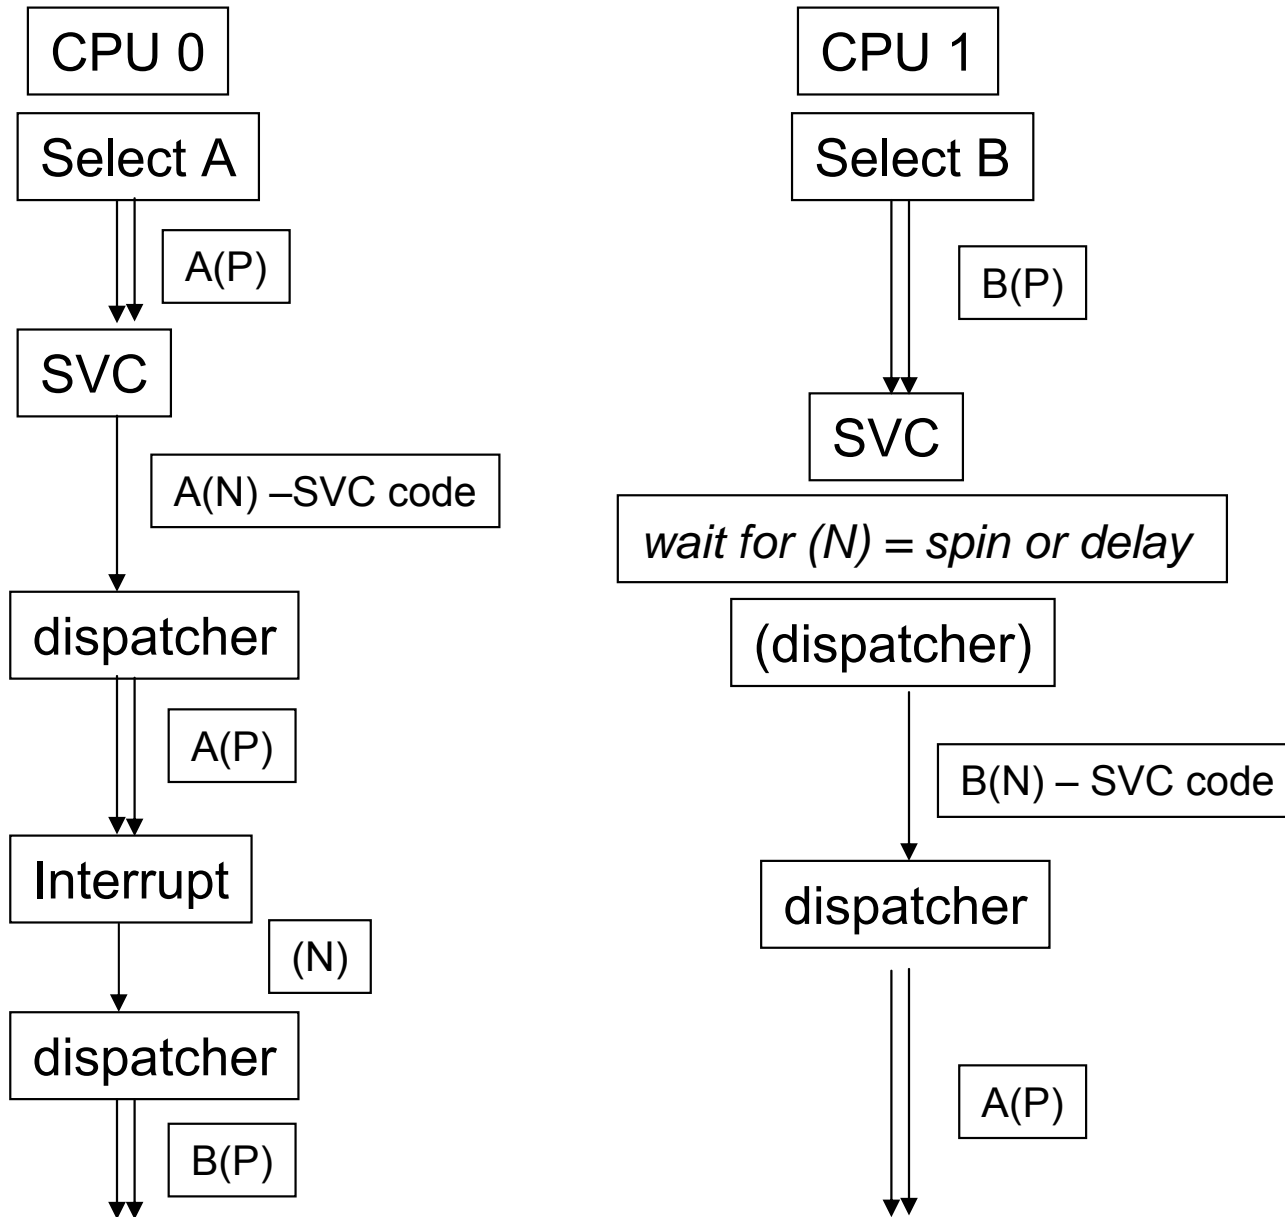 CPU 0
Select A
A(P)
SVC
A(N) –SVC code
dispatcher
A(P)
Interrupt
(N)
dispatcher
B(P)
CPU 1
Select B
B(P)
SVC
wait for (N) = spin or delay
(dispatcher)
B(N) – SVC code
dispatcher
A(P)